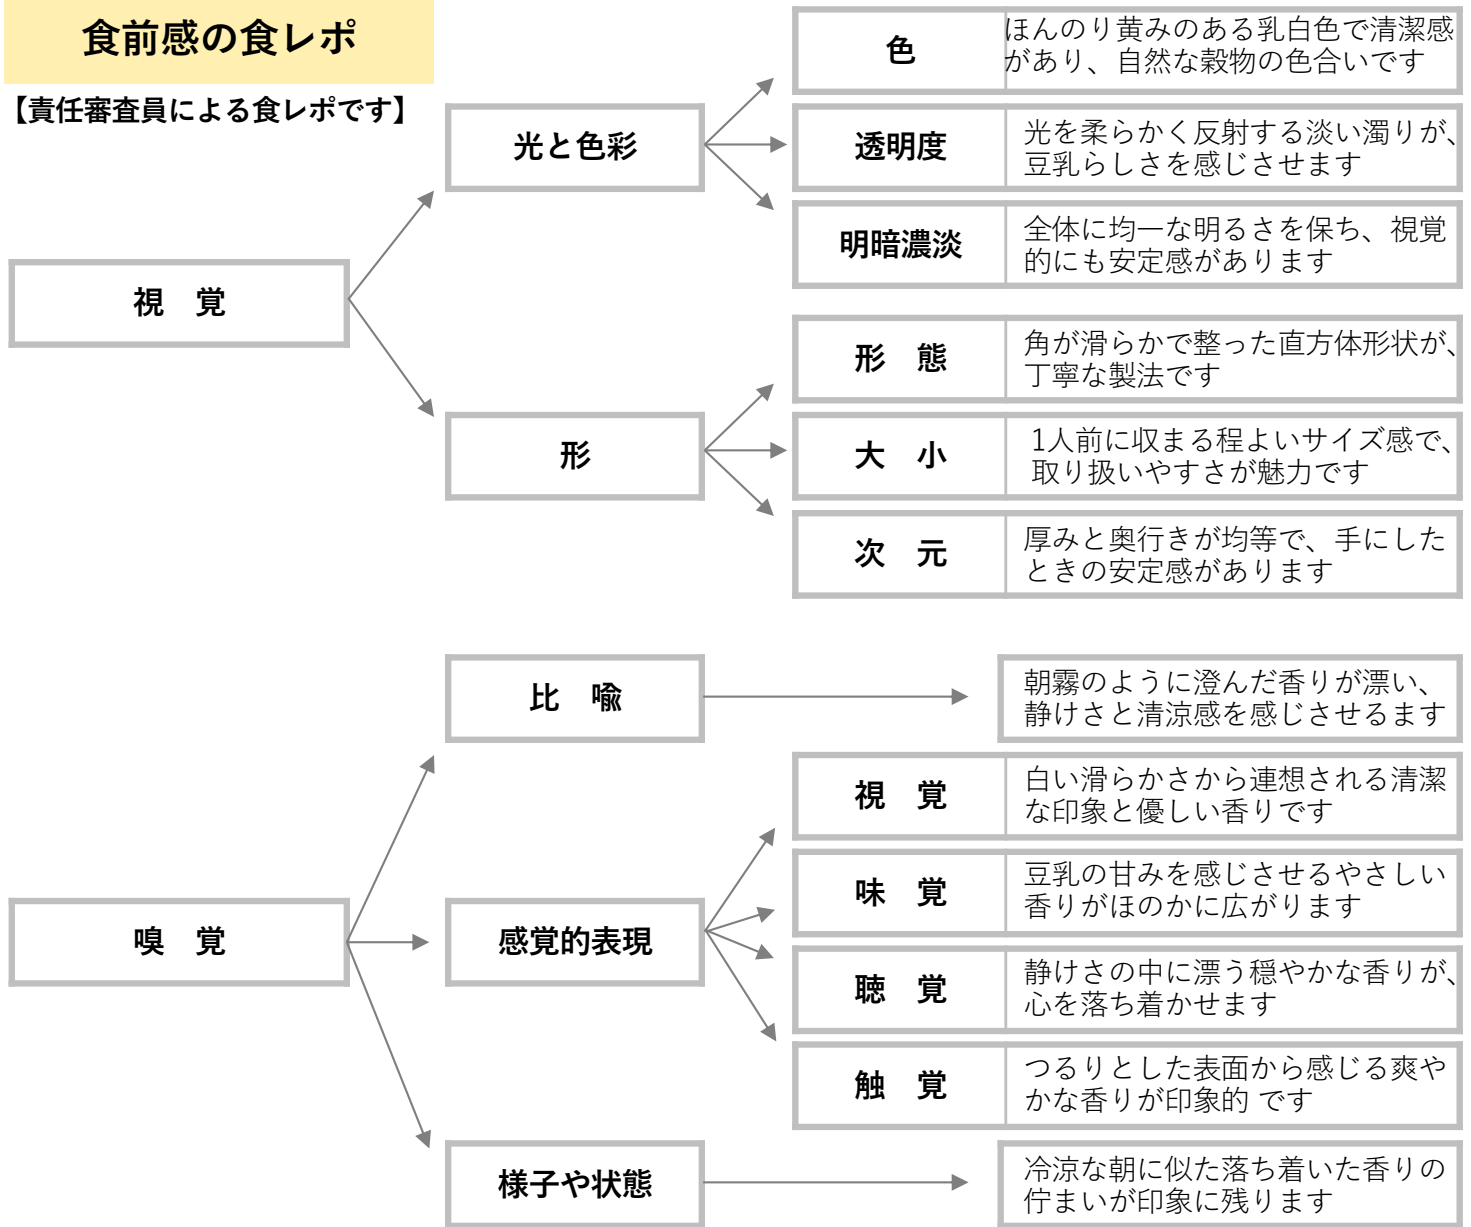 食前感の食レポ
【責任審査員による食レポです】
視　覚
光と色彩
色
ほんのり黄みのある乳白色で清潔感
があり、自然な穀物の色合いです
透明度
光を柔らかく反射する淡い濁りが、
豆乳らしさを感じさせます
明暗濃淡
全体に均一な明るさを保ち、視覚
的にも安定感があります
形
形　態
角が滑らかで整った直方体形状が、
丁寧な製法です
大　小
1人前に収まる程よいサイズ感で、
取り扱いやすさが魅力です
次　元
厚みと奥行きが均等で、手にした
ときの安定感があります
嗅　覚
比　喩
朝霧のように澄んだ香りが漂い、
静けさと清涼感を感じさせるます
感覚的表現
視　覚
白い滑らかさから連想される清潔
な印象と優しい香りです
味　覚
豆乳の甘みを感じさせるやさしい
香りがほのかに広がります
聴　覚
静けさの中に漂う穏やかな香りが、
心を落ち着かせます
触　覚
つるりとした表面から感じる爽や
かな香りが印象的 です
様子や状態
冷涼な朝に似た落ち着いた香りの
佇まいが印象に残ります